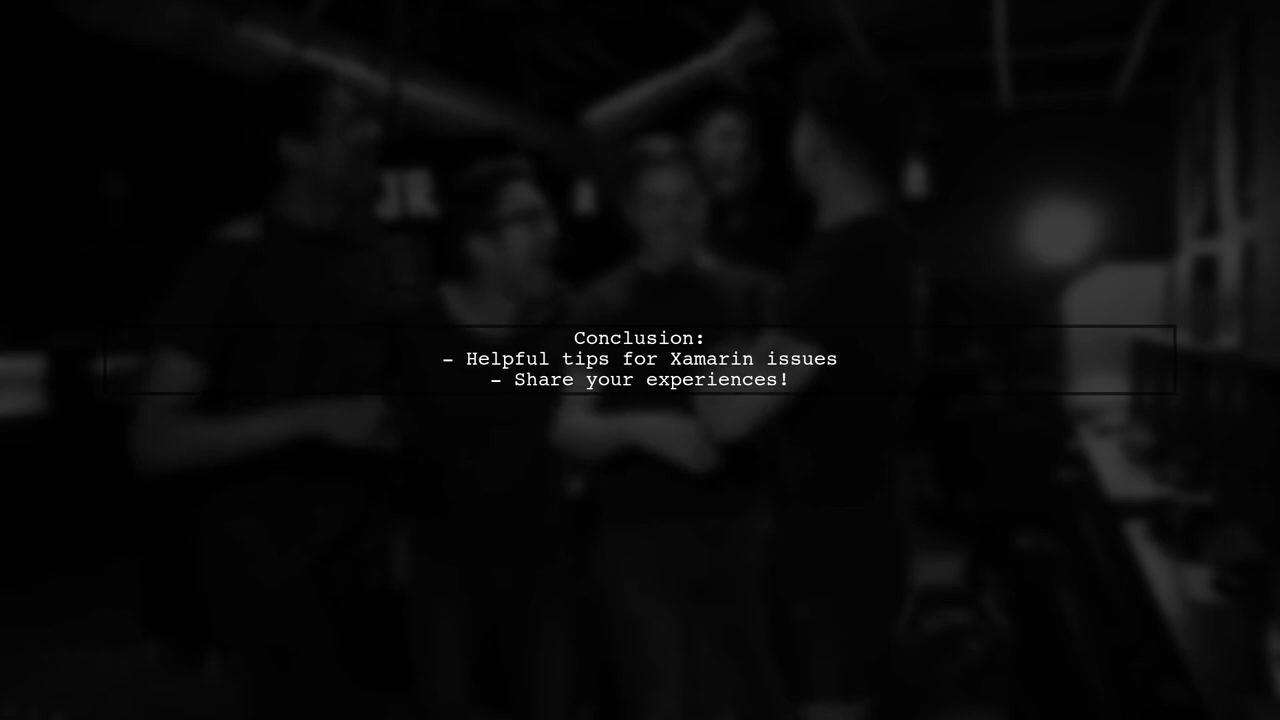 Conclusion:
– Helpful tips for Xamarin issues
– Share your experiences!